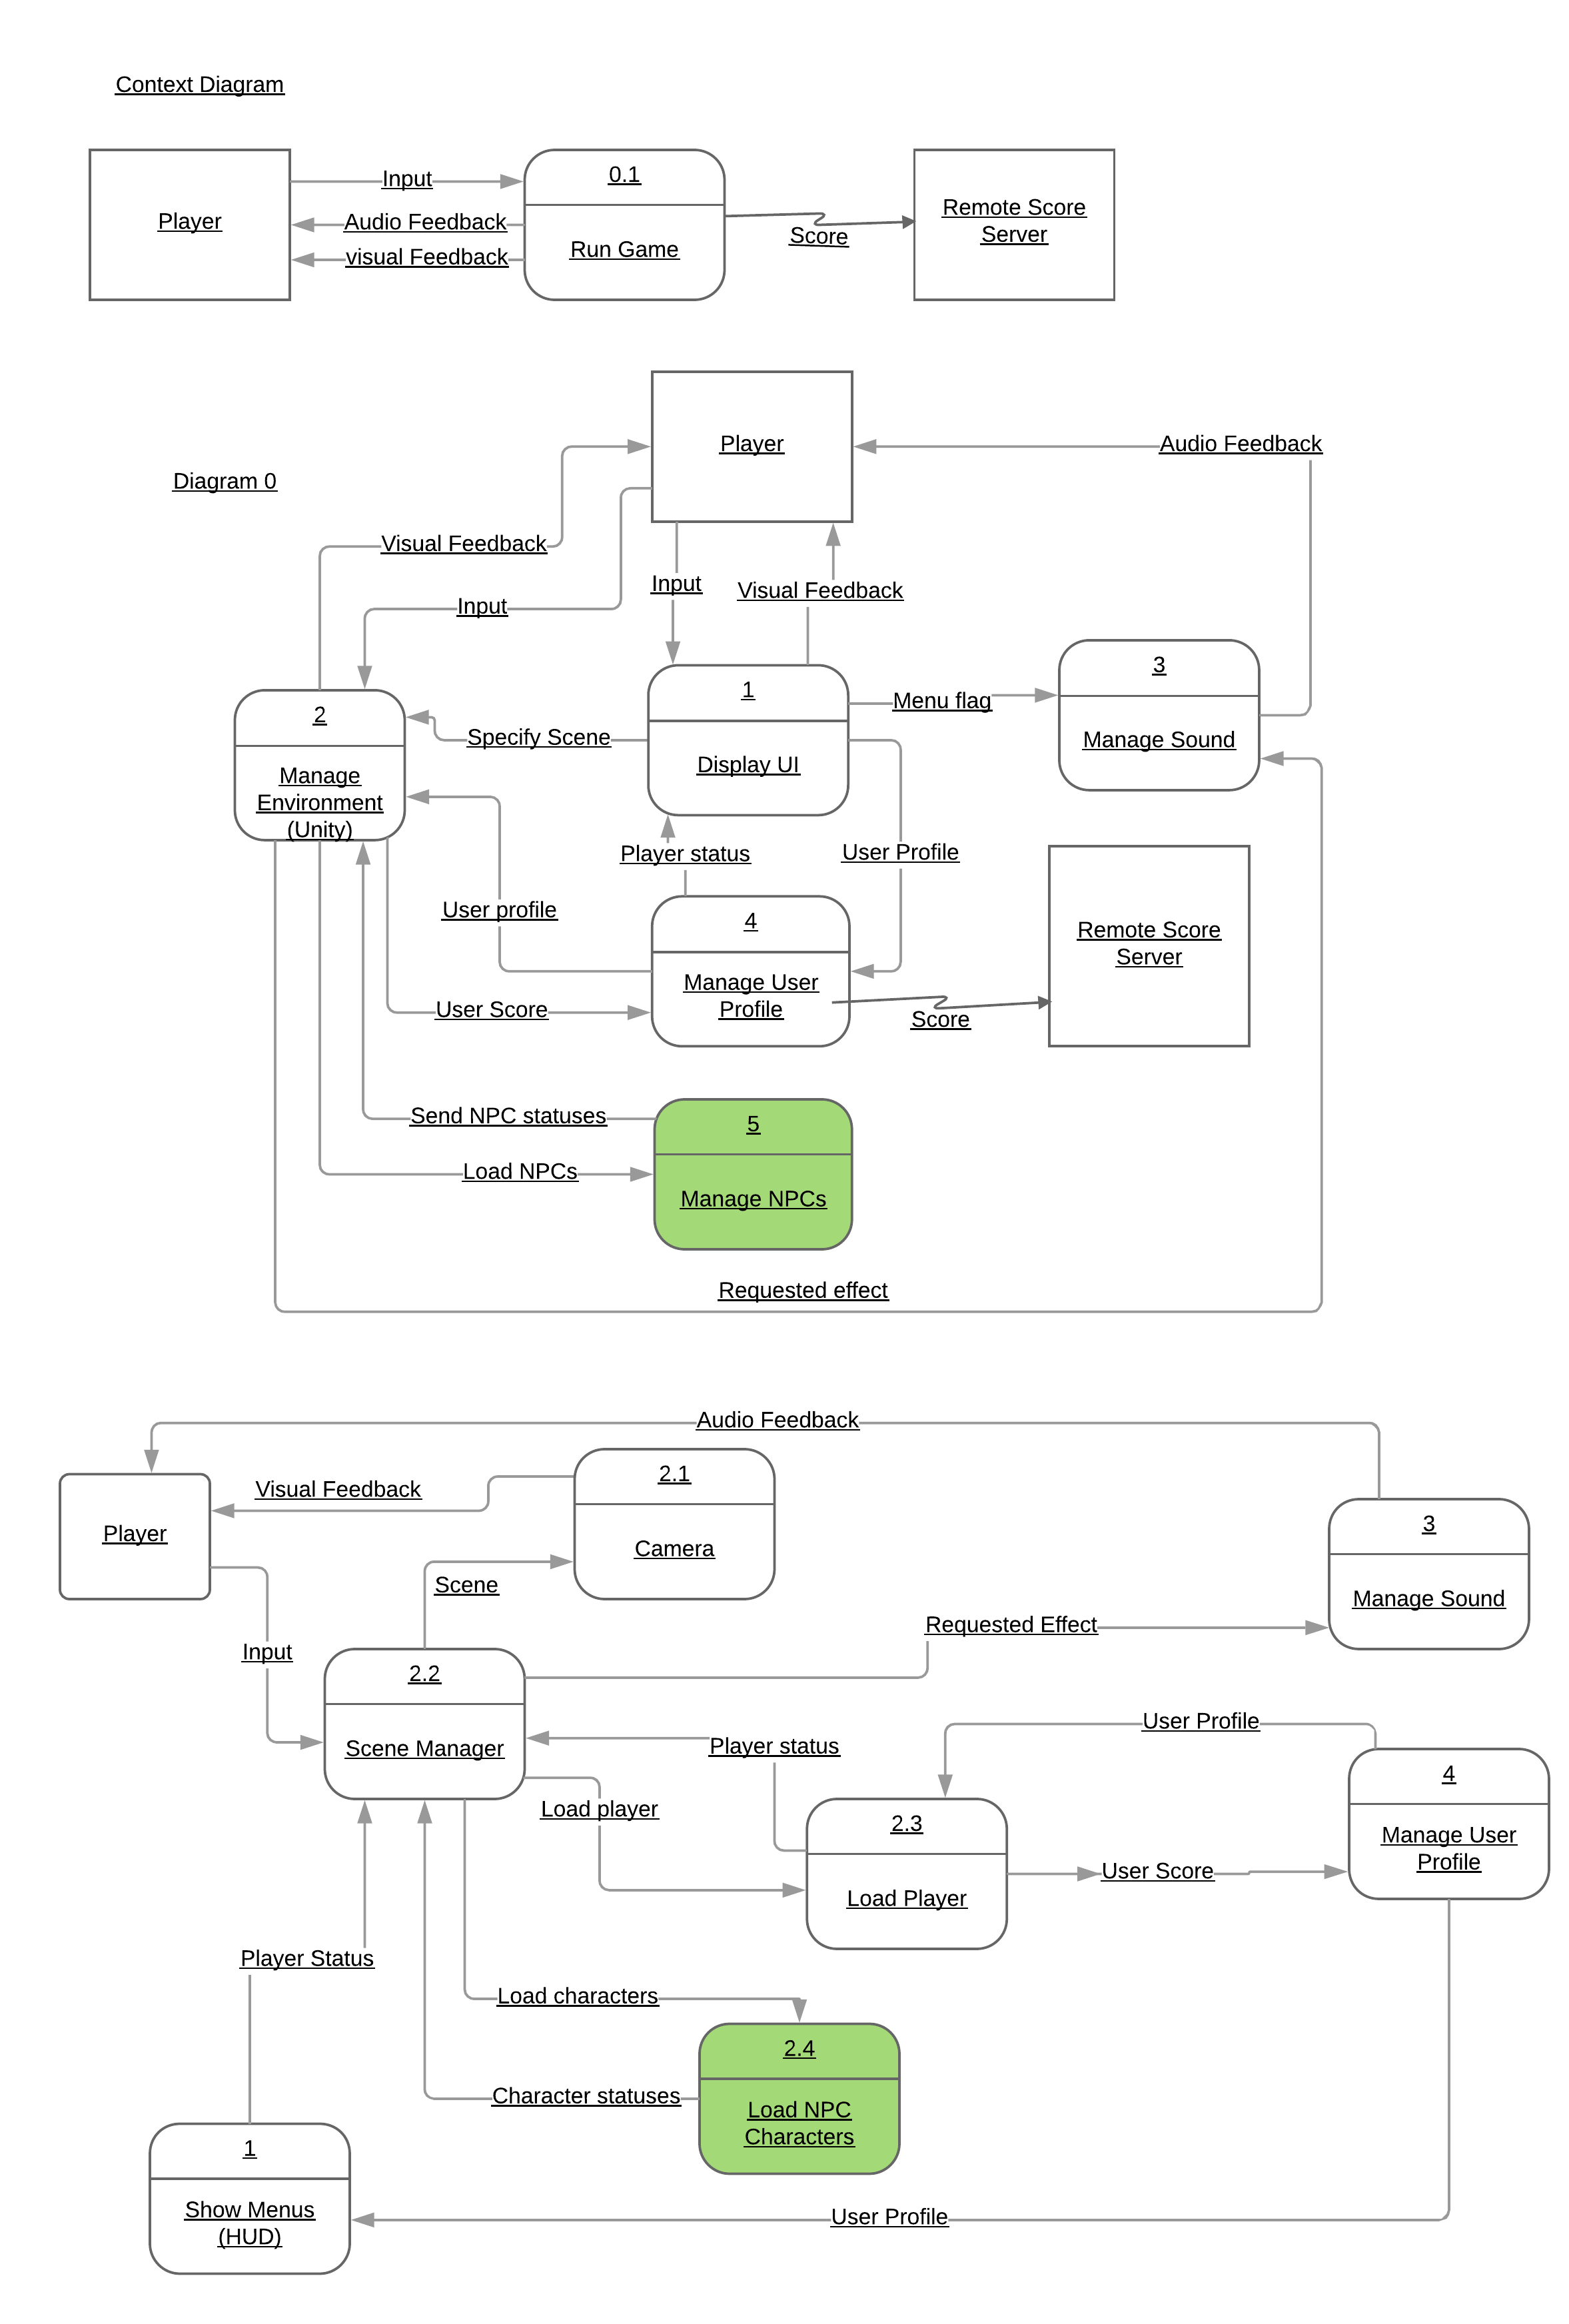 Context Diagram
Player
Input
Audio Feedback
visual Feedback
0.1
Run Game
Score
Remote Score
Server
Diagram 0
Player
Audio Feedback
Visual Feedback
Input
Input
Visual Feedback
2
Manage
Environment
(Unity)
Specify Scene
1
Display UI
Menu flag
3
Manage Sound
Player status
User Profile
User profile
4
Manage User
Profile
User Score
Score
Remote Score
Server
Send NPC statuses
Load NPCs
5
Manage NPCs
Requested effect
Audio Feedback
Player
Visual Feedback
2.1
Camera
Scene
Input
3
Manage Sound
Requested Effect
2.2
Scene Manager
Player status
Load player
User Profile
2.3
Load Player
User Score
4
Manage User
Profile
Player Status
Load characters
2.4
Load NPC
Characters
Character statuses
1
Show Menus
(HUD)
User Profile